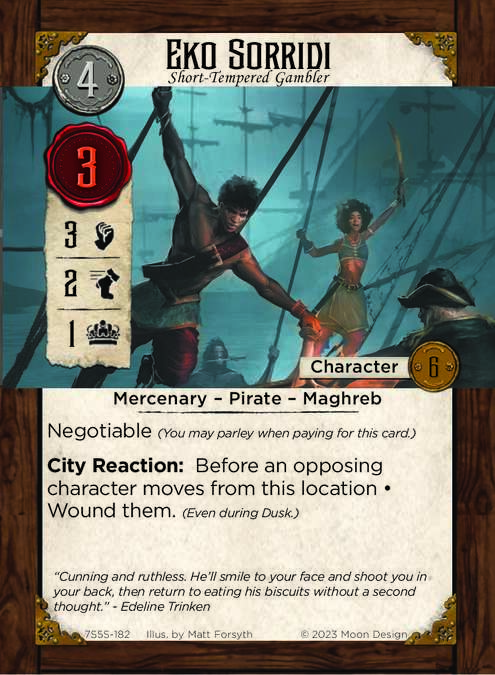 Eko Sorridi
4
Short-Tempered Gambler
3
3
2
1
Character 6
Mercenary – Pirate – Maghreb
Negotiable (You may parley when paying for this card.)
City Reaction: Before an opposing
character moves from this location •
Wound them. (Even during Dusk.)
“Cunning and ruthless. He’ll smile to your face and shoot you in
your back, then return to eating his biscuits without a second
thought.” - Edeline Trinken
7S5S-182 Illus. by Matt Forsyth © 2023 Moon Design